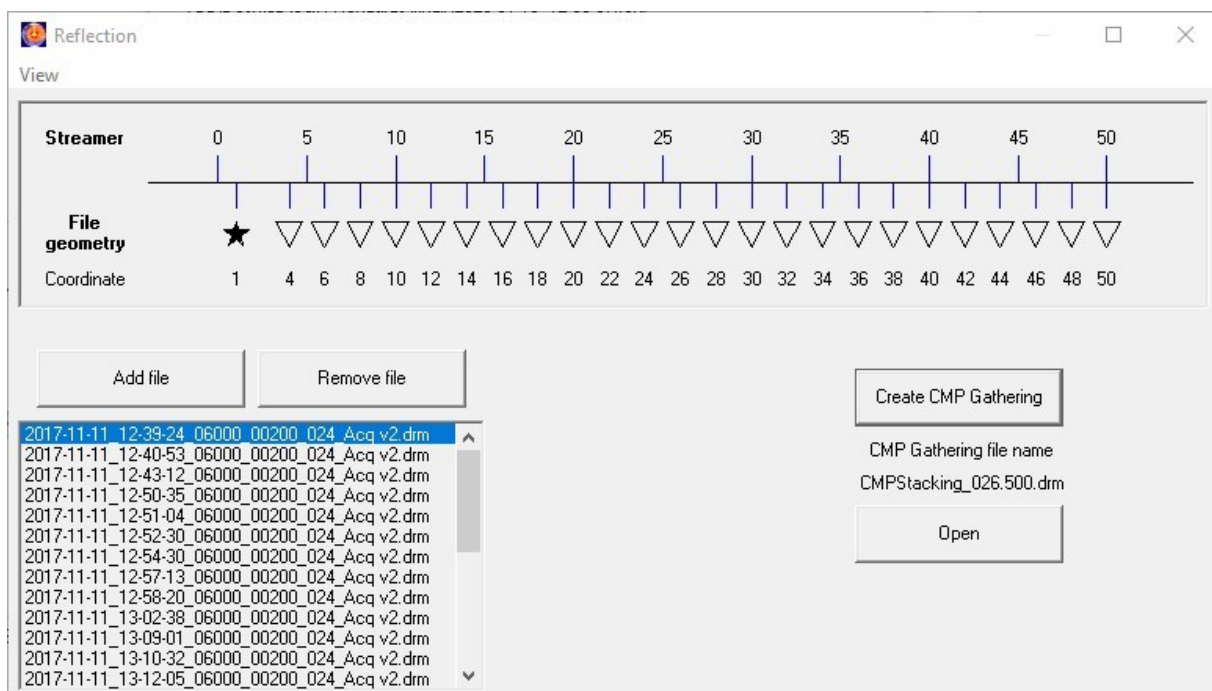 Reflection
View
Streamer 0 5 10 15 20 25 30 35 40 45 50
File
geometry
Coordinate 1 4 6 8 10 12 14 16 18 20 22 24 26 28 30 32 34 36 38 40 42 44 46 48 50
Add file
Remove file
2017-11-11_12-39-24_06000_00200_024_Acq v2.drm
2017-11-11_12-40-53_06000_00200_024_Acq v2.drm
2017-11-11_12-43-12_06000_00200_024_Acq v2.drm
2017-11-11_12-50-35_06000_00200_024_Acq v2.drm
2017-11-11_12-51-04_06000_00200_024_Acq v2.drm
2017-11-11_12-52-30_06000_00200_024_Acq v2.drm
2017-11-11_12-54-30_06000_00200_024_Acq v2.drm
2017-11-11_12-57-13_06000_00200_024_Acq v2.drm
2017-11-11_12-58-20_06000_00200_024_Acq v2.drm
2017-11-11_13-02-38_06000_00200_024_Acq v2.drm
2017-11-11_13-09-01_06000_00200_024_Acq v2.drm
2017-11-11_13-10-32_06000_00200_024_Acq v2.drm
2017-11-11_13-12-05_06000_00200_024_Acq v2.drm
Create CMP Gathering
CMP Gathering file name
CMPStacking_026.500.drm
Open